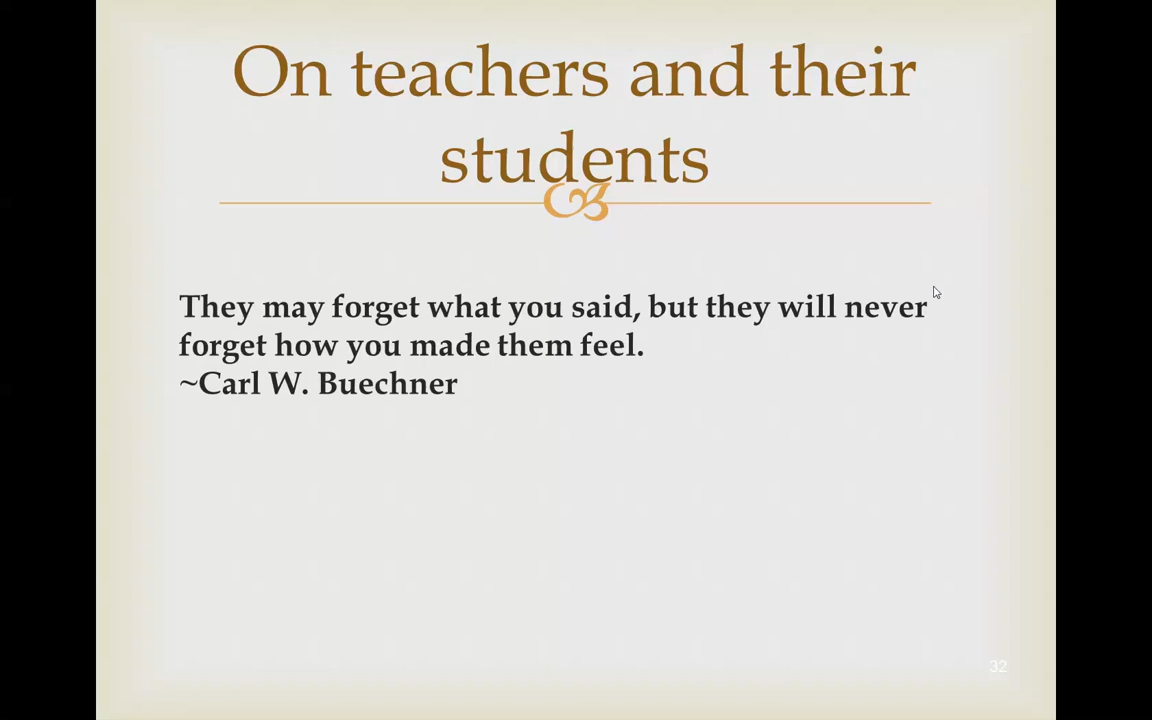 On teachers and their
students
They may forget what you said, but they will never
forget how you made them feel.
~Carl W. Buechner
32